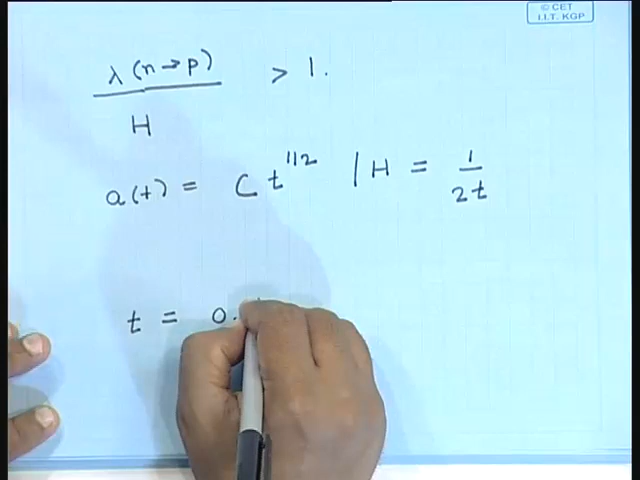 © CET
I.I.T. KGP
λ(n→p) / H > 1.
a(t) = C t^1/2 | H = 1 / 2t
t = 0.